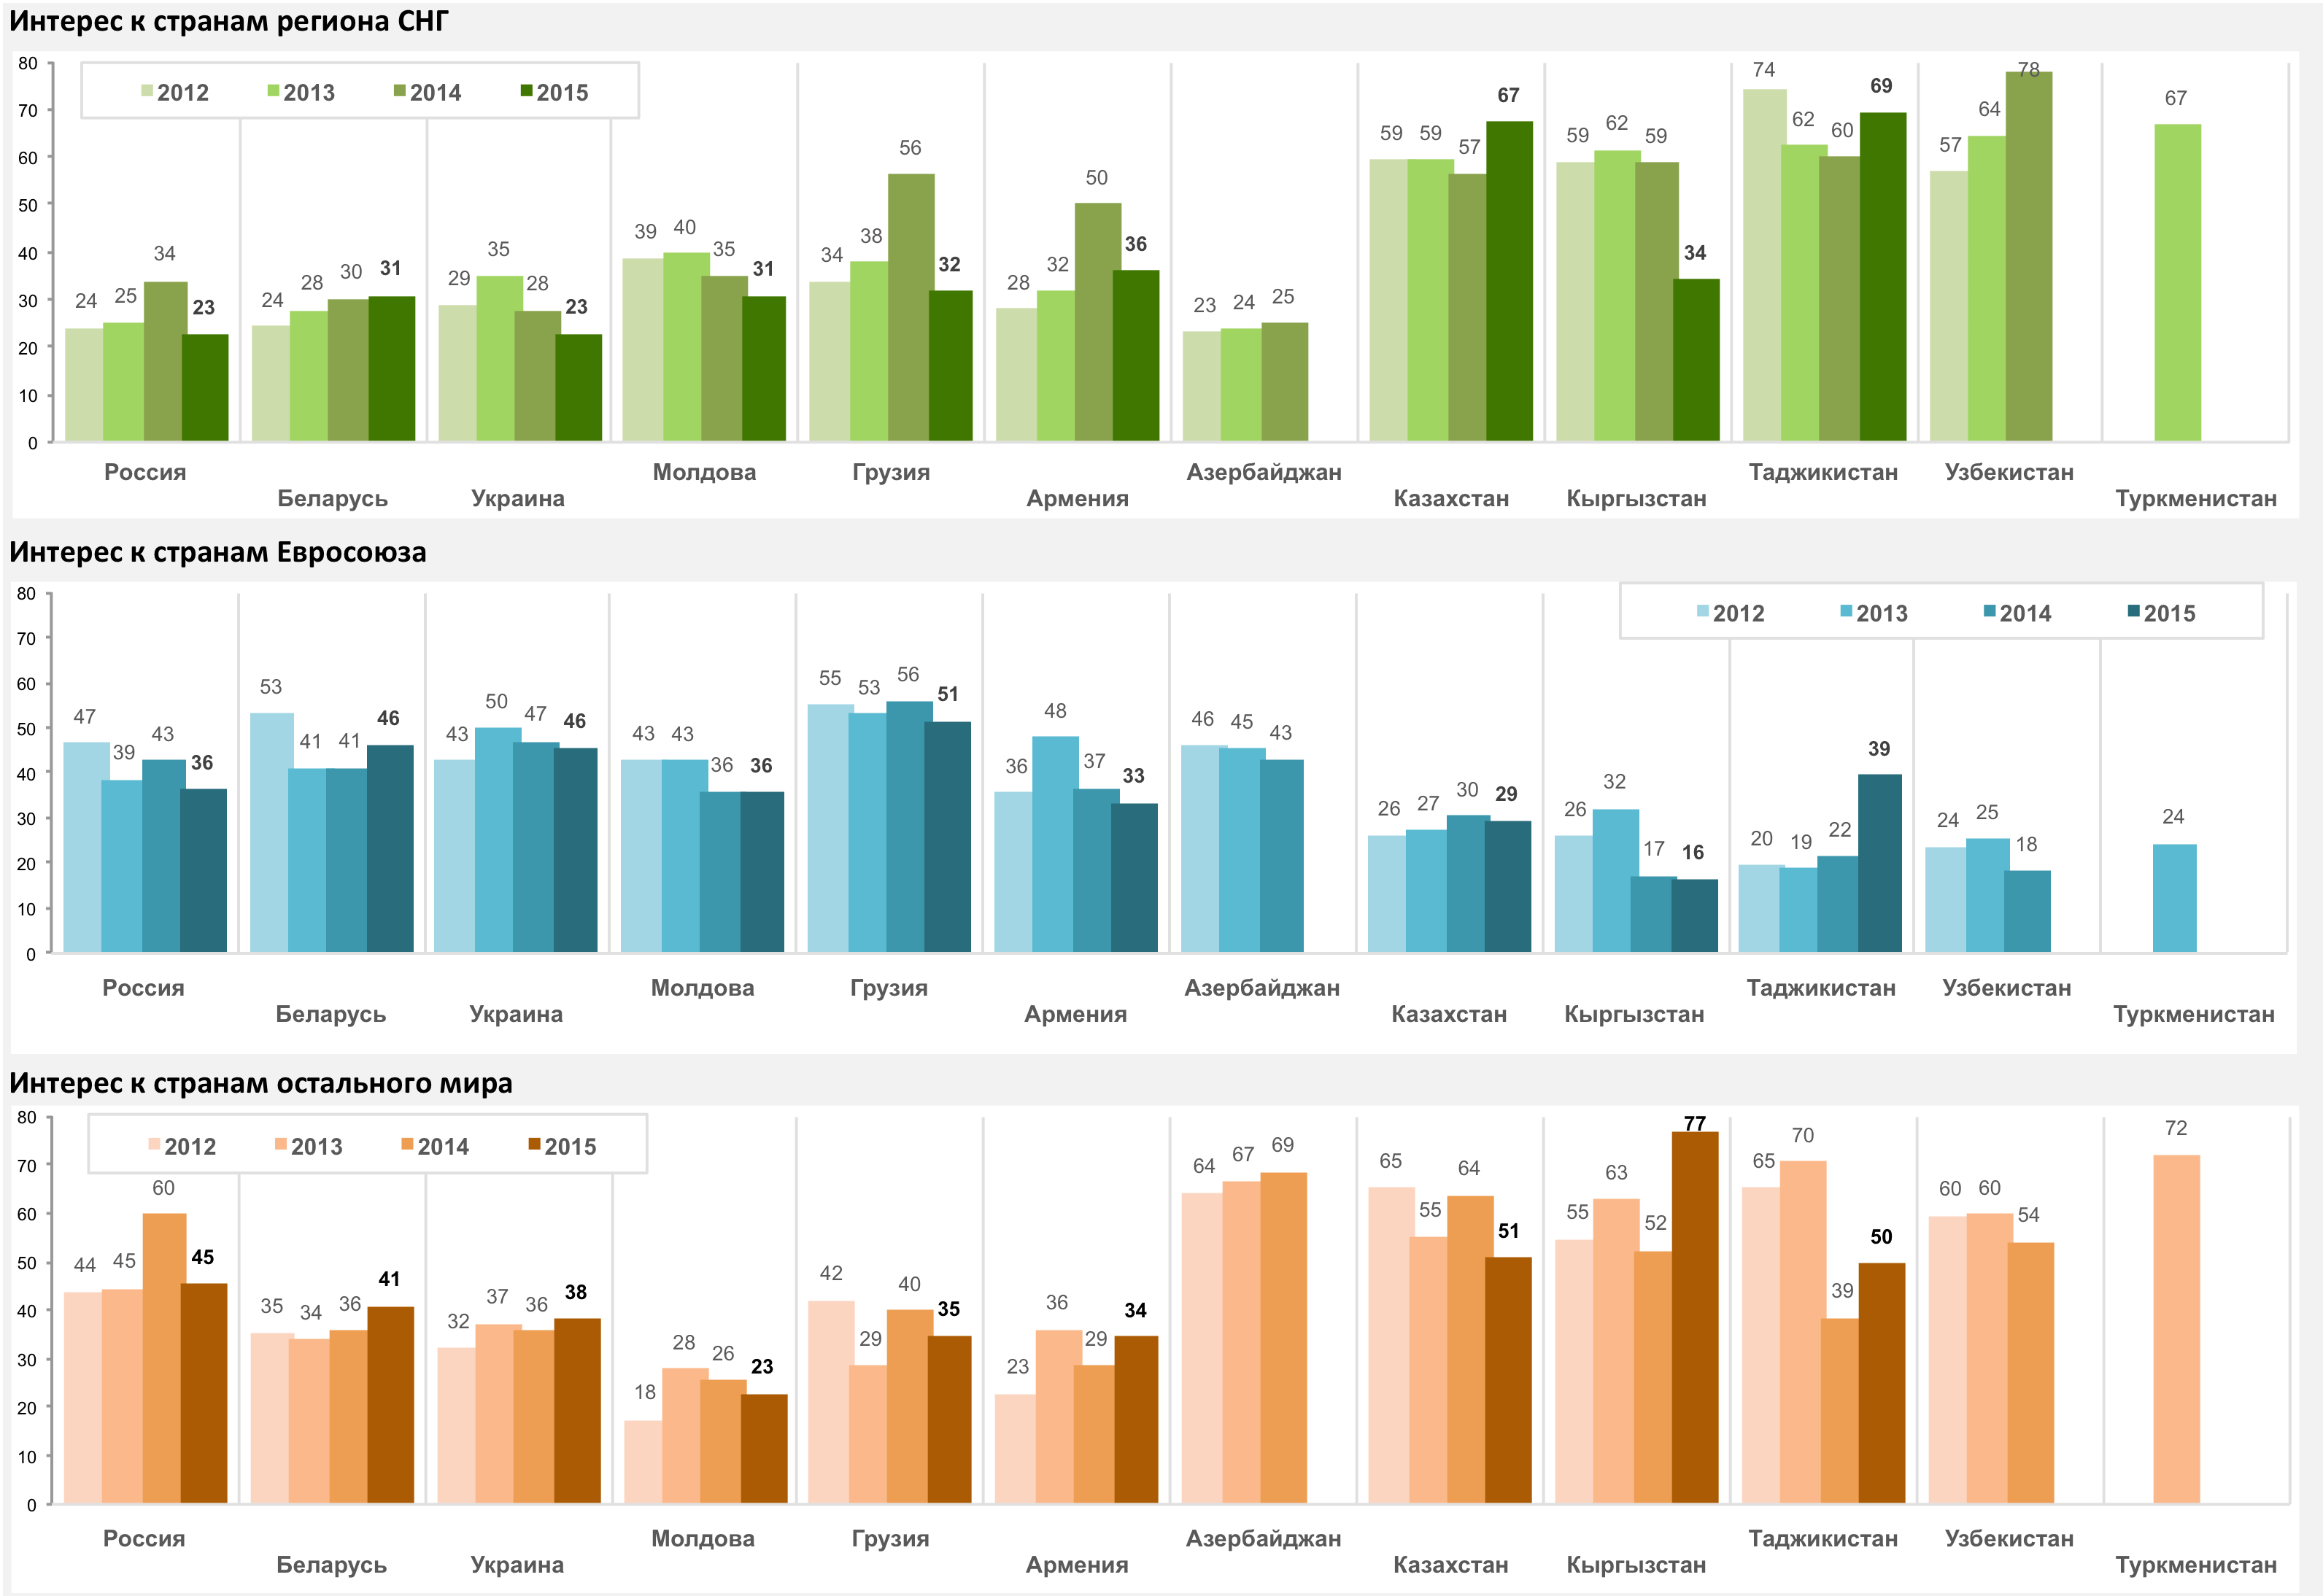 Интерес к странам региона СНГ
2012 2013 2014 2015
80
70
60
50
40
30
20
10
0
24 25 34 23
24 28 30 31
29 35 28 23
39 40 35 31
34 38 56 32
28 32 50 36
23 24 25
59 59 57 67
59 62 59 34
74 62 60 69
57 64 78
67
Россия Беларусь Украина Молдова Грузия Армения Азербайджан Казахстан Кыргызстан Таджикистан Узбекистан Туркменистан
Интерес к странам Евросоюза
2012 2013 2014 2015
80
70
60
50
40
30
20
10
0
47 39 43 36
53 41 41 46
43 50 47 46
43 43 36 36
55 53 56 51
36 48 37 33
46 45 43
26 27 30 29
26 32 17 16
20 19 22 39
24 25 18
24
Россия Беларусь Украина Молдова Грузия Армения Азербайджан Казахстан Кыргызстан Таджикистан Узбекистан Туркменистан
Интерес к странам остального мира
2012 2013 2014 2015
80
70
60
50
40
30
20
10
0
44 45 60 45
35 34 36 41
32 37 36 38
18 28 26 23
42 29 40 35
23 36 29 34
64 67 69
65 55 64 51
55 63 52 77
65 70 39 50
60 60 54
72
Россия Беларусь Украина Молдова Грузия Армения Азербайджан Казахстан Кыргызстан Таджикистан Узбекистан Туркменистан